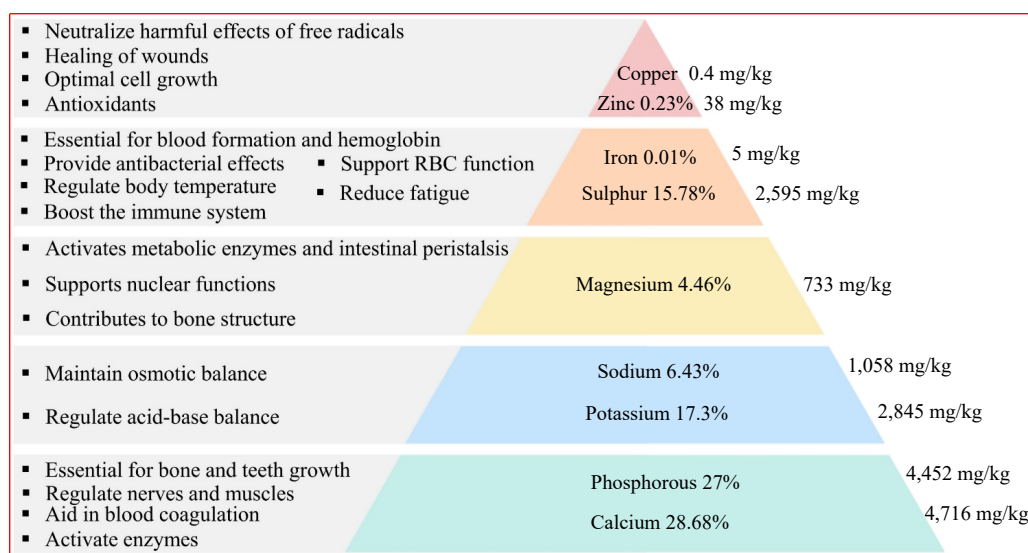 ▪ Neutralize harmful effects of free radicals
▪ Healing of wounds
▪ Optimal cell growth
▪ Antioxidants
Copper 0.4 mg/kg
Zinc 0.23% 38 mg/kg
▪ Essential for blood formation and hemoglobin
▪ Provide antibacterial effects ▪ Support RBC function
▪ Regulate body temperature ▪ Reduce fatigue
▪ Boost the immune system
Iron 0.01% 5 mg/kg
Sulphur 15.78% 2,595 mg/kg
▪ Activates metabolic enzymes and intestinal peristalsis
▪ Supports nuclear functions
▪ Contributes to bone structure
Magnesium 4.46% 733 mg/kg
▪ Maintain osmotic balance
▪ Regulate acid-base balance
Sodium 6.43% 1,058 mg/kg
Potassium 17.3% 2,845 mg/kg
▪ Essential for bone and teeth growth
▪ Regulate nerves and muscles
▪ Aid in blood coagulation
▪ Activate enzymes
Phosphorous 27% 4,452 mg/kg
Calcium 28.68% 4,716 mg/kg